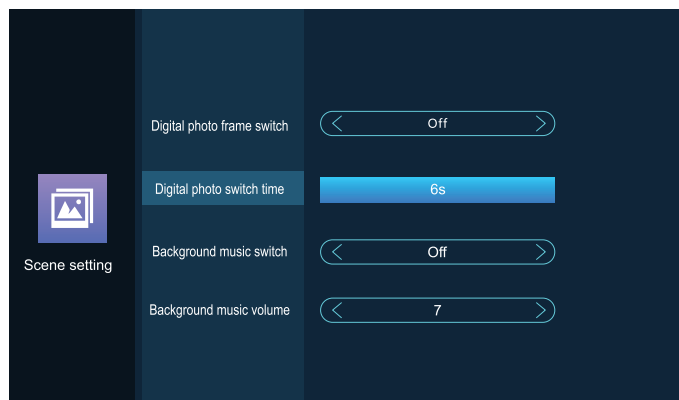 Digital photo frame switch
Off
Digital photo switch time
6s
Scene setting
Background music switch
Off
Background music volume
7